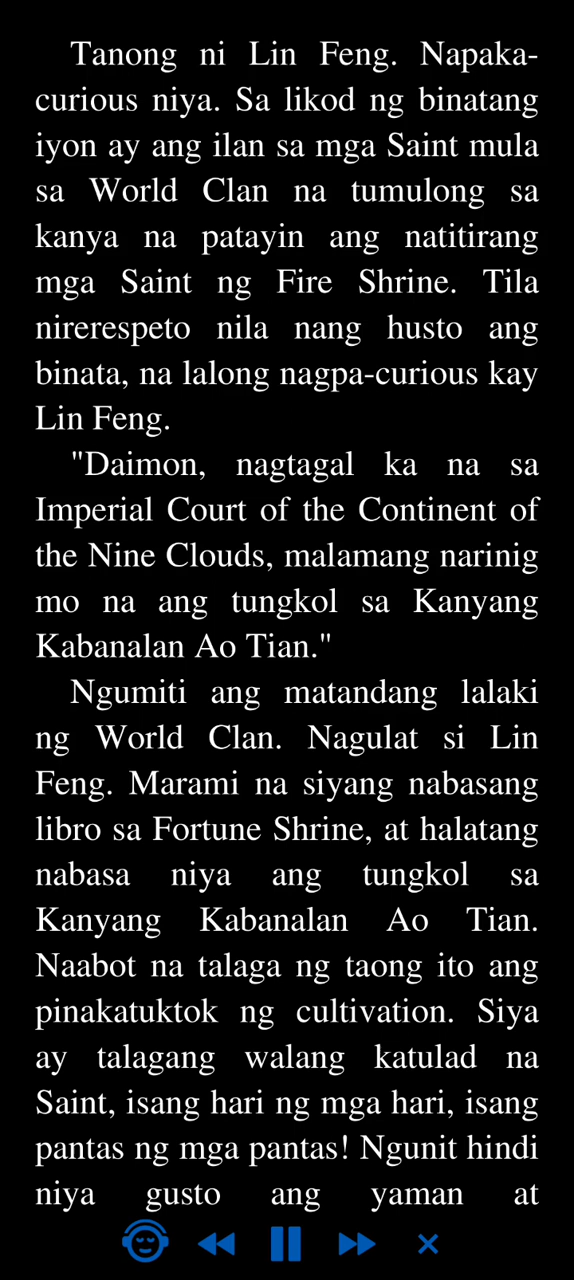 Tanong ni Lin Feng. Napaka-
curious niya. Sa likod ng binatang
iyon ay ang ilan sa mga Saint mula
sa World Clan na tumulong sa
kanya na patayin ang natitirang
mga Saint ng Fire Shrine. Tila
nirerespeto nila nang husto ang
binata, na lalong nagpa-curious kay
Lin Feng.
"Daimon, nagtagal ka na sa
Imperial Court of the Continent of
the Nine Clouds, malamang narinig
mo na ang tungkol sa Kanyang
Kabanalan Ao Tian."
Ngumiti ang matandang lalaki
ng World Clan. Nagulat si Lin
Feng. Marami na siyang nabasang
libro sa Fortune Shrine, at halatang
nabasa niya ang tungkol sa
Kanyang Kabanalan Ao Tian.
Naabot na talaga ng taong ito ang
pinakatuktok ng cultivation. Siya
ay talagang walang katulad na
Saint, isang hari ng mga hari, isang
pantas ng mga pantas! Ngunit hindi
niya gusto ang yaman at